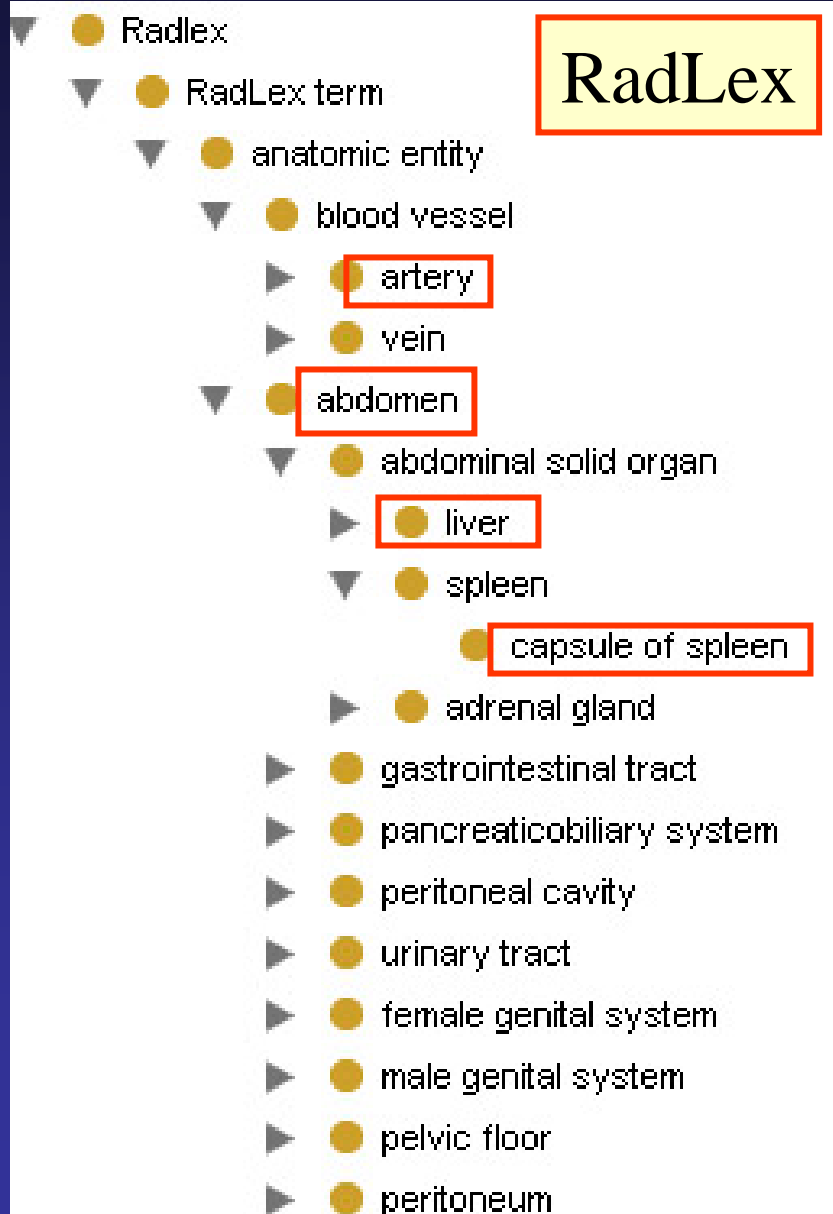 Radlex
RadLex
RadLex term
anatomic entity
blood vessel
artery
vein
abdomen
abdominal solid organ
liver
spleen
capsule of spleen
adrenal gland
gastrointestinal tract
pancreaticobiliary system
peritoneal cavity
urinary tract
female genital system
male genital system
pelvic floor
peritoneum